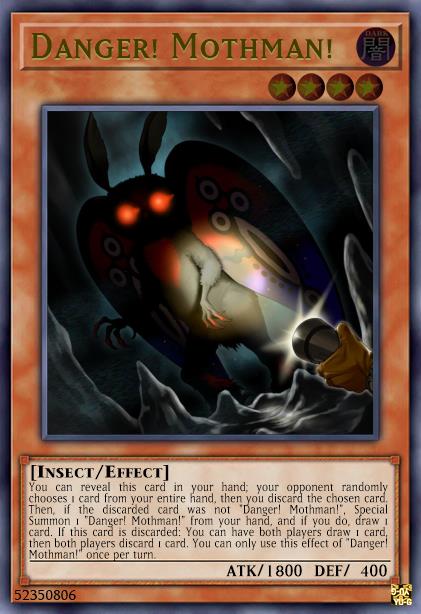 DANGER! MOTHMAN!
DARK
闇
[INSECT/EFFECT]
You can reveal this card in your hand; your opponent randomly
chooses 1 card from your entire hand, then you discard the chosen card.
Then, if the discarded card was not "Danger! Mothman!", Special
Summon 1 "Danger! Mothman!" from your hand, and if you do, draw 1
card. If this card is discarded: You can have both players draw 1 card,
then both players discard 1 card. You can only use this effect of "Danger!
Mothman!" once per turn.
ATK/1800 DEF/ 400
52350806